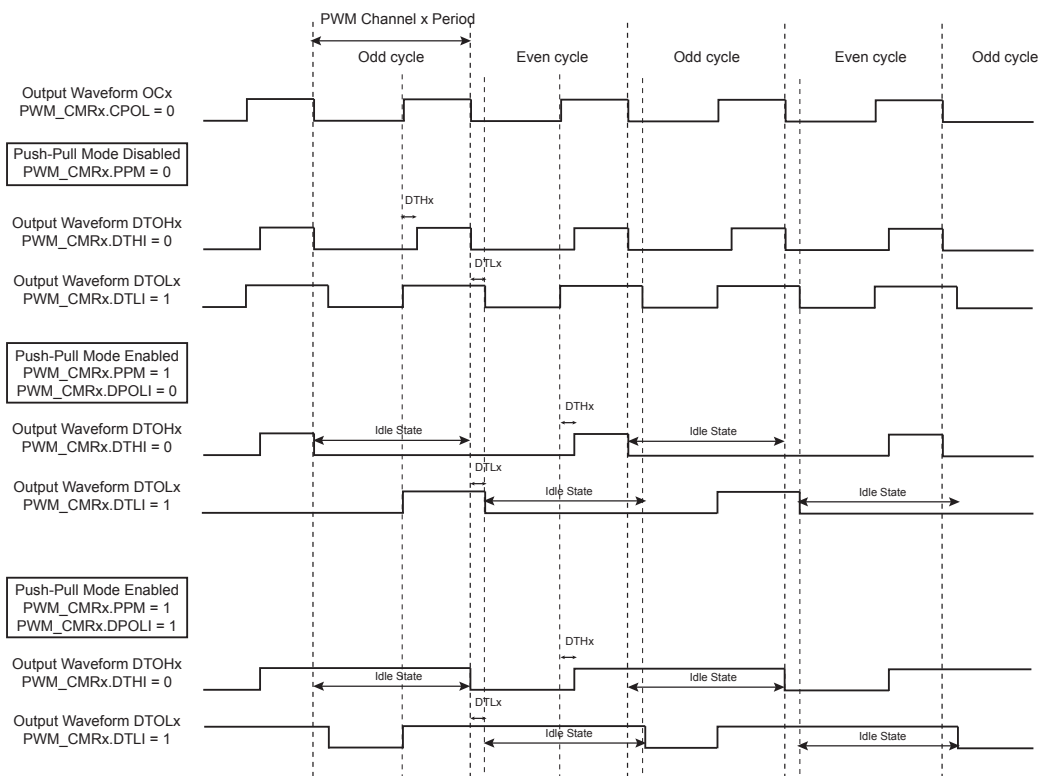 PWM Channel x Period
Odd cycle
Even cycle
Odd cycle
Even cycle
Odd cycle
Output Waveform OCx
PWM_CMRx.CPOL = 0
Push-Pull Mode Disabled
PWM_CMRx.PPM = 0
DTHx
Output Waveform DTOHx
PWM_CMRx.DTHI = 0
DTLx
Output Waveform DTOLx
PWM_CMRx.DTLI = 1
Push-Pull Mode Enabled
PWM_CMRx.PPM = 1
PWM_CMRx.DPOLI = 0
DTHx
Output Waveform DTOHx
PWM_CMRx.DTHI = 0
Idle State
Idle State
DTLx
Output Waveform DTOLx
PWM_CMRx.DTLI = 1
Idle State
Idle State
Push-Pull Mode Enabled
PWM_CMRx.PPM = 1
PWM_CMRx.DPOLI = 1
DTHx
Output Waveform DTOHx
PWM_CMRx.DTHI = 0
Idle State
Idle State
DTLx
Output Waveform DTOLx
PWM_CMRx.DTLI = 1
Idle State
Idle State